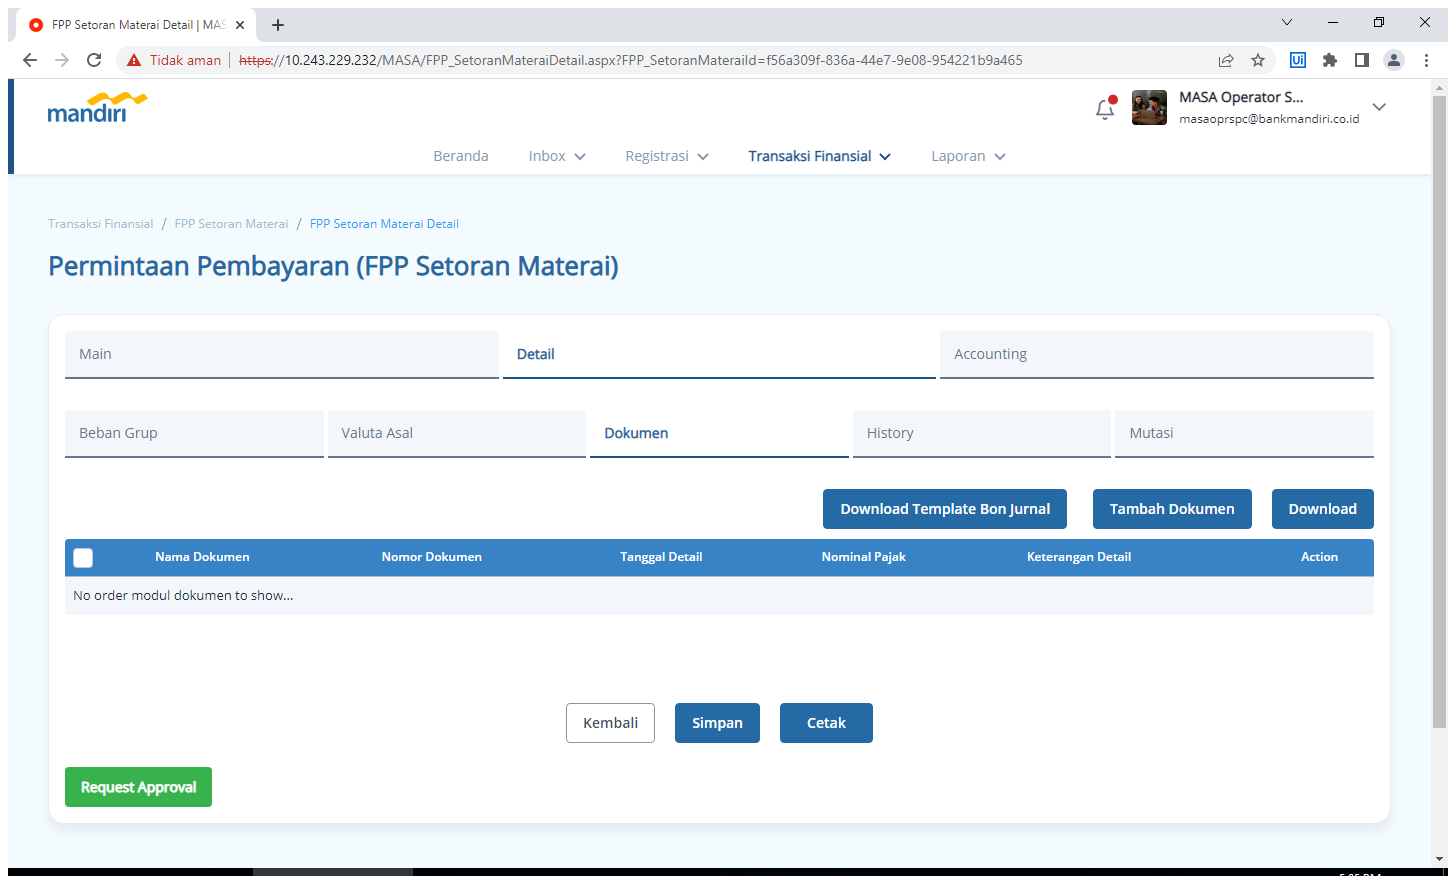 FPP Setoran Materai Detail | MAS
Tidak aman
https://10.243.229.232/MASA/FPP_SetoranMateraiDetail.aspx?FPP_SetoranMateraiId=f56a309f-836a-44e7-9e08-954221b9a465
Ui
mandiri
MASA Operator S...
masaoprspc@bankmandiri.co.id
Beranda
Inbox
Registrasi
Transaksi Finansial
Laporan
Transaksi Finansial / FPP Setoran Materai / FPP Setoran Materai Detail
Permintaan Pembayaran (FPP Setoran Materai)
Main
Detail
Accounting
Beban Grup
Valuta Asal
Dokumen
History
Mutasi
Download Template Bon Jurnal
Tambah Dokumen
Download
Nama Dokumen
Nomor Dokumen
Tanggal Detail
Nominal Pajak
Keterangan Detail
Action
No order modul dokumen to show...
Kembali
Simpan
Cetak
Request Approval